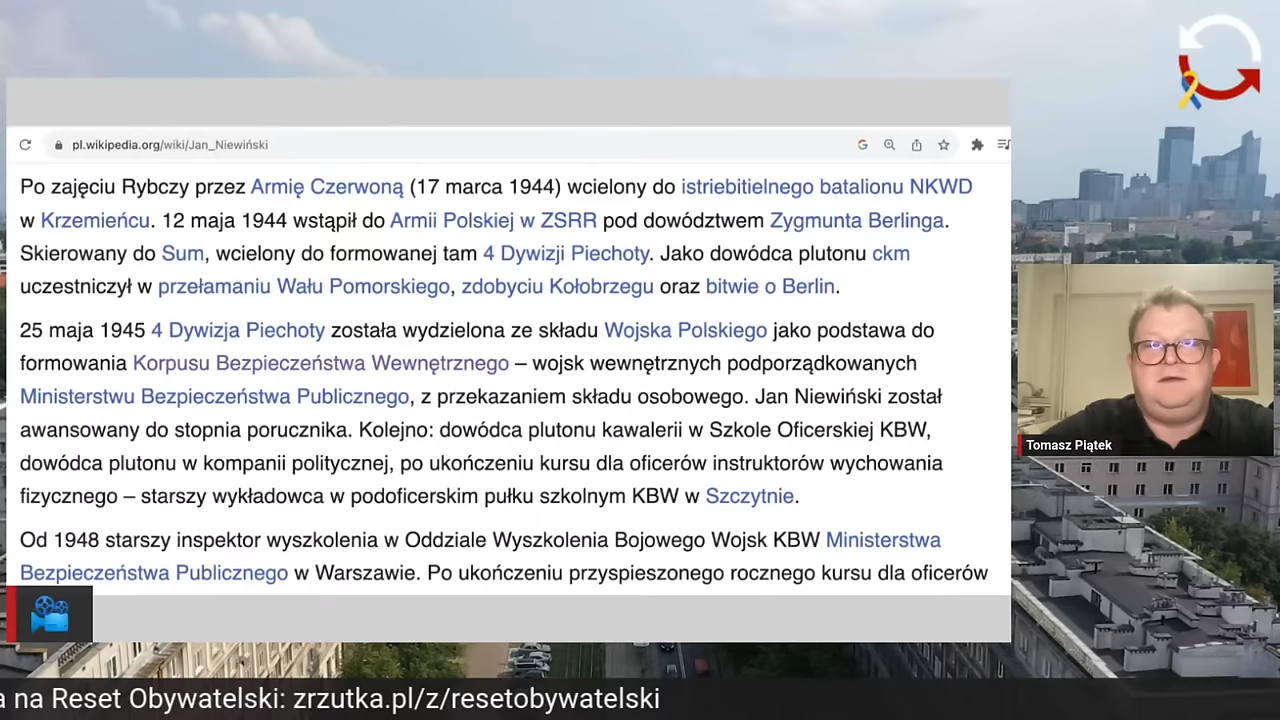 pl.wikipedia.org/wiki/Jan_Niewiński
Po zajęciu Rybczy przez Armię Czerwoną (17 marca 1944) wcielony do istriebitielnego batalionu NKWD
w Krzemieńcu. 12 maja 1944 wstąpił do Armii Polskiej w ZSRR pod dowództwem Zygmunta Berlinga.
Skierowany do Sum, wcielony do formowanej tam 4 Dywizji Piechoty. Jako dowódca plutonu ckm
uczestniczył w przełamaniu Wału Pomorskiego, zdobyciu Kołobrzegu oraz bitwie o Berlin.
25 maja 1945 4 Dywizja Piechoty została wydzielona ze składu Wojska Polskiego jako podstawa do
formowania Korpusu Bezpieczeństwa Wewnętrznego – wojsk wewnętrznych podporządkowanych
Ministerstwu Bezpieczeństwa Publicznego, z przekazaniem składu osobowego. Jan Niewiński został
awansowany do stopnia porucznika. Kolejno: dowódca plutonu kawalerii w Szkole Oficerskiej KBW,
dowódca plutonu w kompanii politycznej, po ukończeniu kursu dla oficerów instruktorów wychowania
fizycznego – starszy wykładowca w podoficerskim pułku szkolnym KBW w Szczytnie.
Od 1948 starszy inspektor wyszkolenia w Oddziale Wyszkolenia Bojowego Wojsk KBW Ministerstwa
Bezpieczeństwa Publicznego w Warszawie. Po ukończeniu przyspieszonego rocznego kursu dla oficerów
Tomasz Piątek
a na Reset Obywatelski: zrzutka.pl/z/resetobywatelski